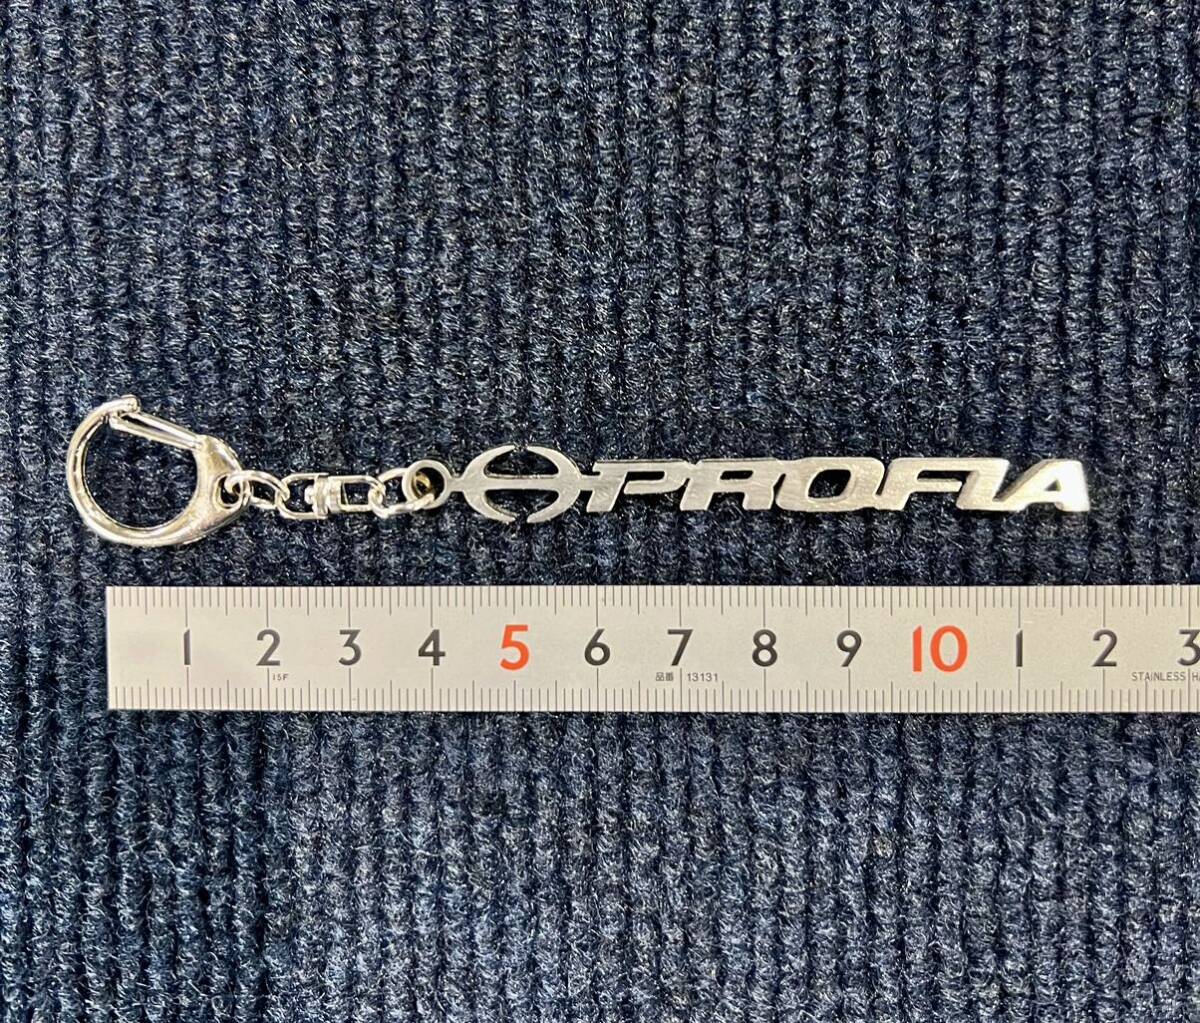 PROFIA
1 2 3 4 5 6 7 8 9 10 1 2 3
15F
品番 13131
STAINLESS HA